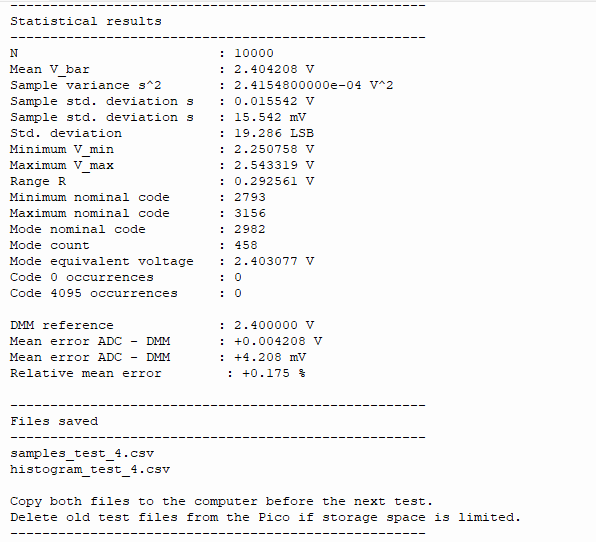 ----------------------------------------------------
Statistical results
----------------------------------------------------
N                         : 10000
Mean V_bar                : 2.404208 V
Sample variance s^2       : 2.4154800000e-04 V^2
Sample std. deviation s   : 0.015542 V
Sample std. deviation s   : 15.542 mV
Std. deviation            : 19.286 LSB
Minimum V_min             : 2.250758 V
Maximum V_max             : 2.543319 V
Range R                   : 0.292561 V
Minimum nominal code      : 2793
Maximum nominal code      : 3156
Mode nominal code         : 2982
Mode count                : 458
Mode equivalent voltage   : 2.403077 V
Code 0 occurrences        : 0
Code 4095 occurrences     : 0

DMM reference             : 2.400000 V
Mean error ADC - DMM      : +0.004208 V
Mean error ADC - DMM      : +4.208 mV
Relative mean error        : +0.175 %

----------------------------------------------------
Files saved
----------------------------------------------------
samples_test_4.csv
histogram_test_4.csv

Copy both files to the computer before the next test.
Delete old test files from the Pico if storage space is limited.
----------------------------------------------------